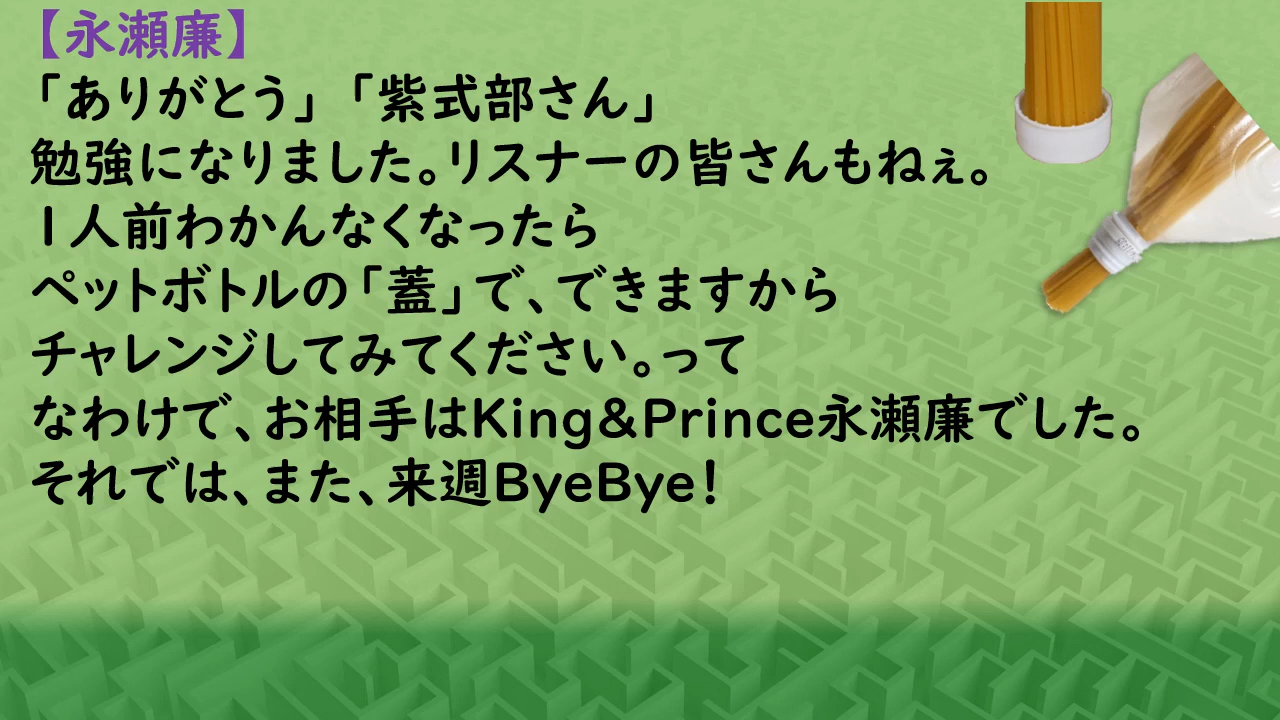 【永瀬廉】
「ありがとう」「紫式部さん」
勉強になりました。リスナーの皆さんもねぇ。
1人前わかんなくなったら
ペットボトルの「蓋」で、できますから
チャレンジしてみてください。って
なわけで、お相手はKing&Prince永瀬廉でした。
それでは、また、来週ByeBye!